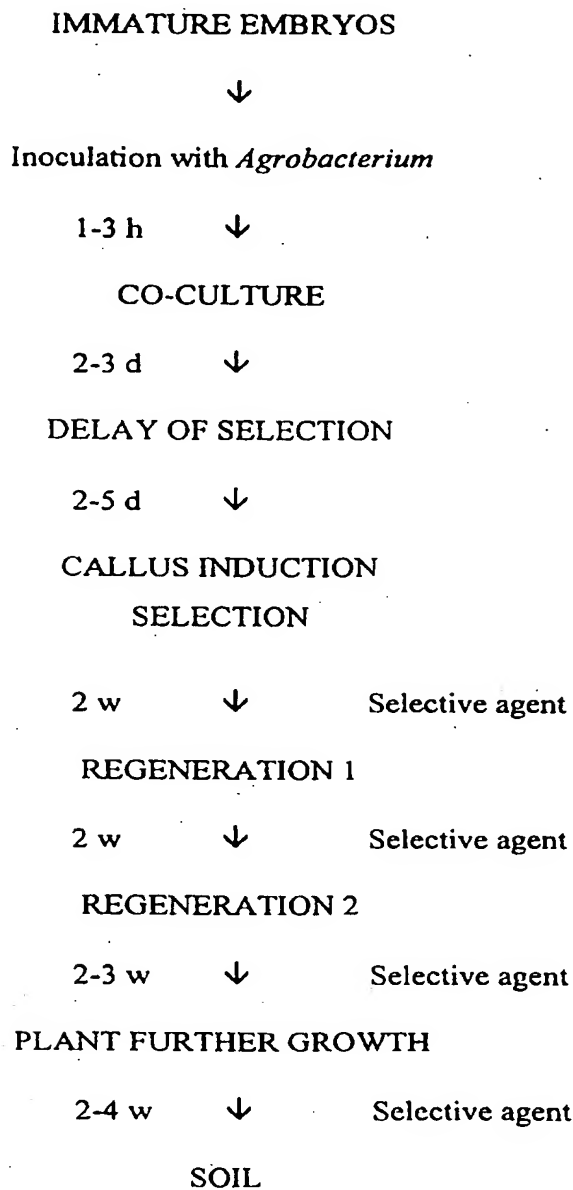 IMMATURE EMBRYOS
↓
Inoculation with Agrobacterium
1-3 h ↓
CO-CULTURE
2-3 d ↓
DELAY OF SELECTION
2-5 d ↓
CALLUS INDUCTION
SELECTION
2 w ↓ Selective agent
REGENERATION 1
2 w ↓ Selective agent
REGENERATION 2
2-3 w ↓ Selective agent
PLANT FURTHER GROWTH
2-4 w ↓ Selective agent
SOIL